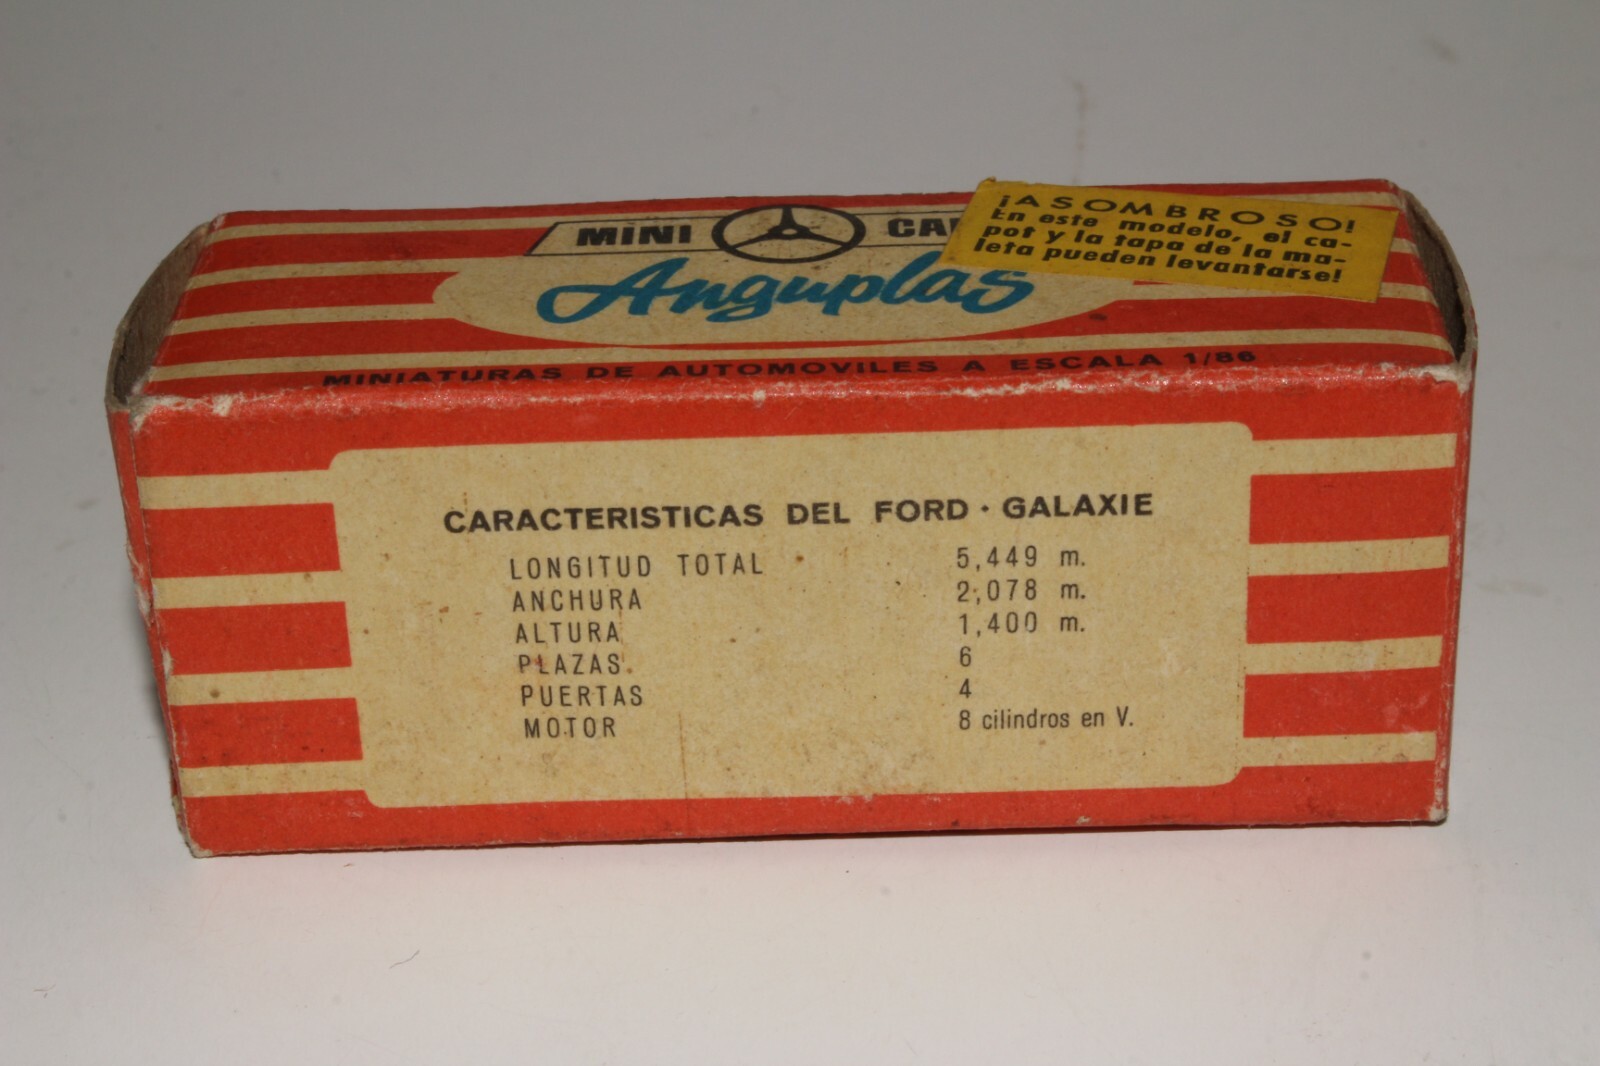 MINI CAR
Anguplas
¡ASOMBROSO!
En este modelo, el ca-
pot y la tapa de la ma-
leta pueden levantarse!
MINIATURAS DE AUTOMOVILES A ESCALA 1/86
CARACTERISTICAS DEL FORD · GALAXIE
LONGITUD TOTAL 5,449 m.
ANCHURA 2,078 m.
ALTURA 1,400 m.
PLAZAS 6
PUERTAS 4
MOTOR 8 cilindros en V.